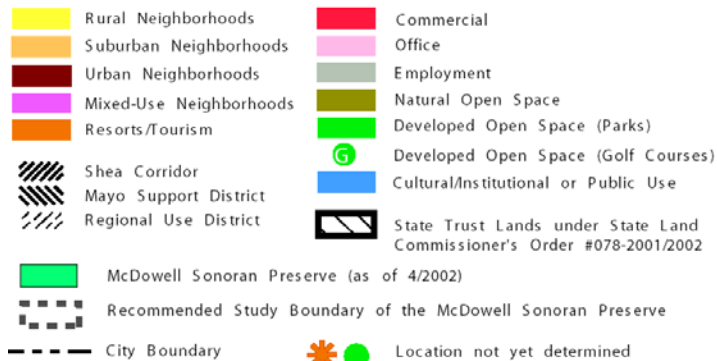 Rural Neighborhoods
Suburban Neighborhoods
Urban Neighborhoods
Mixed-Use Neighborhoods
Resorts/Tourism
Shea Corridor
Mayo Support District
Regional Use District
Commercial
Office
Employment
Natural Open Space
Developed Open Space (Parks)
G
Developed Open Space (Golf Courses)
Cultural/Institutional or Public Use
State Trust Lands under State Land
Commissioner's Order #078-2001/2002
McDowell Sonoran Preserve (as of 4/2002)
Recommended Study Boundary of the McDowell Sonoran Preserve
City Boundary
Location not yet determined